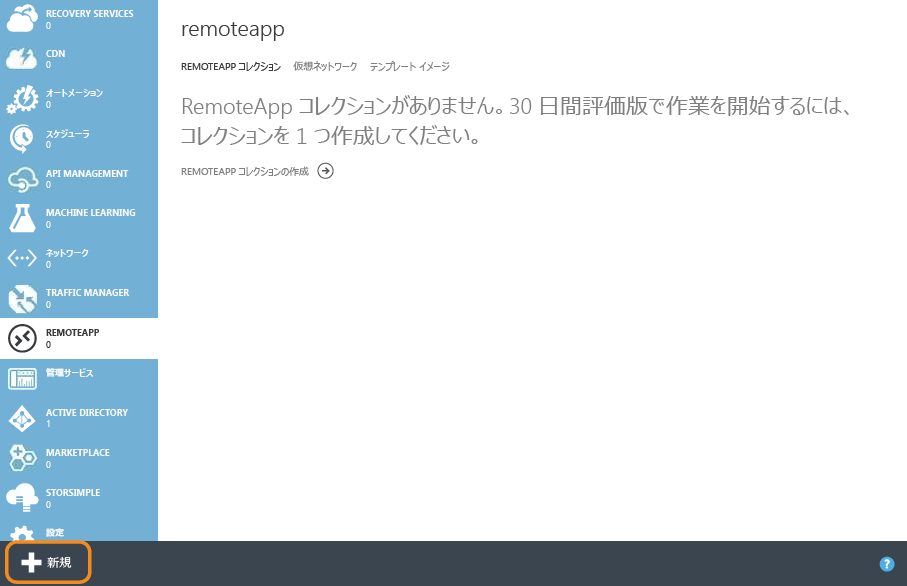 RECOVERY SERVICES
0
CDN
0
オートメーション
0
スケジューラ
0
API MANAGEMENT
0
MACHINE LEARNING
0
ネットワーク
0
TRAFFIC MANAGER
0
REMOTEAPP
0
管理サービス
ACTIVE DIRECTORY
1
MARKETPLACE
0
STORSIMPLE
0
設定
remoteapp
REMOTEAPP コレクション 仮想ネットワーク テンプレート イメージ
RemoteApp コレクションがありません。30 日間評価版で作業を開始するには、
コレクションを 1 つ作成してください。
REMOTEAPP コレクションの作成
新規
?